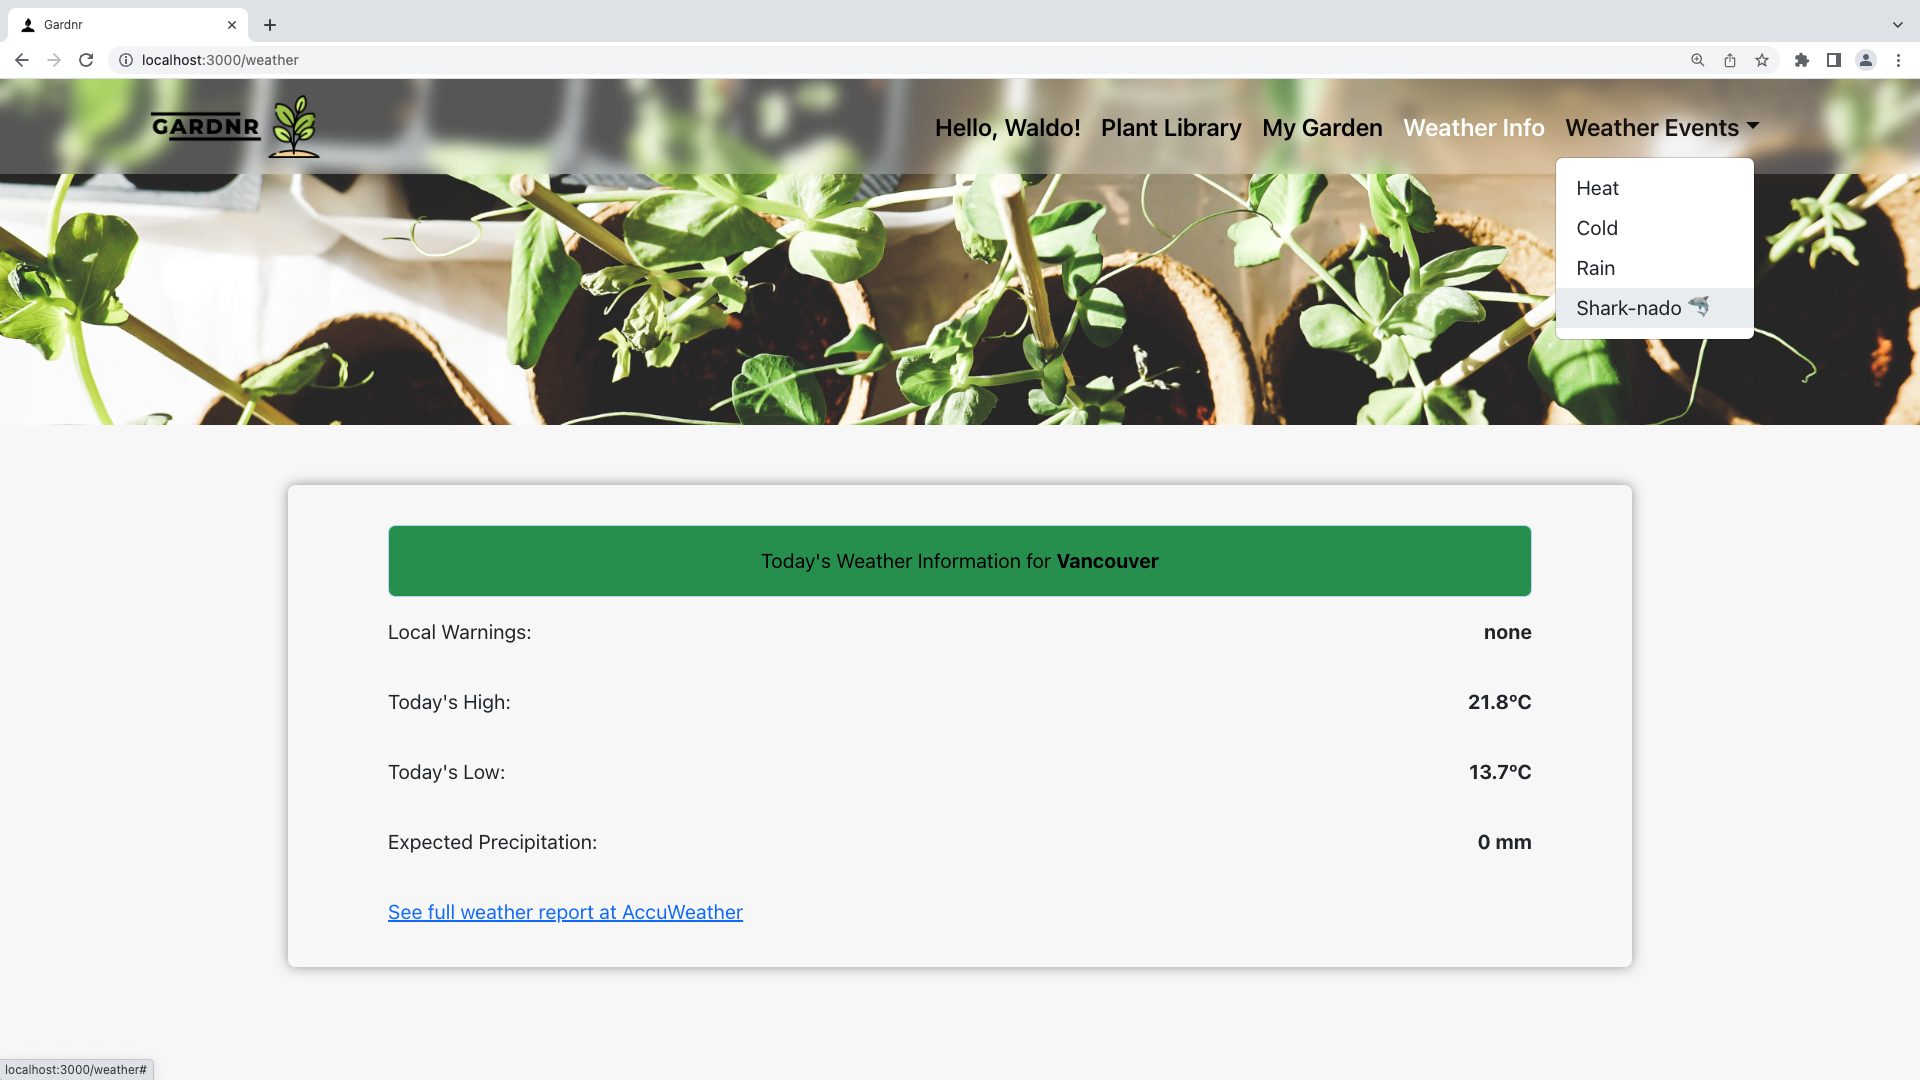 Gardnr
localhost:3000/weather
GARDNR
Hello, Waldo! Plant Library My Garden Weather Info Weather Events
Heat
Cold
Rain
Shark-nado 🦈
Today's Weather Information for Vancouver
Local Warnings: none
Today's High: 21.8°C
Today's Low: 13.7°C
Expected Precipitation: 0 mm
See full weather report at AccuWeather
localhost:3000/weather#